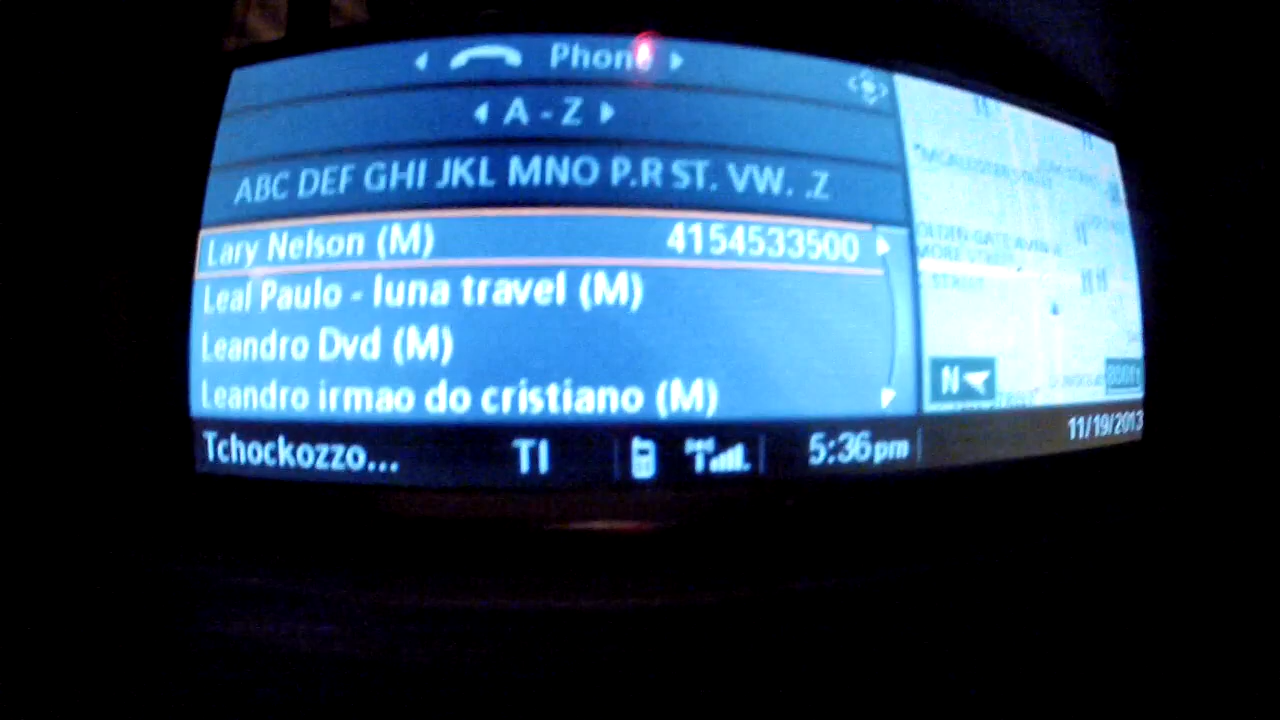 Phone
A - Z
ABC DEF GHI JKL MNO P.R ST. VW. .Z
Lary Nelson (M) 4154533500
Leal Paulo - luna travel (M)
Leandro Dvd (M)
Leandro irmao do cristiano (M)
N
Tchockozzo... TI 5:36pm 11/19/2013